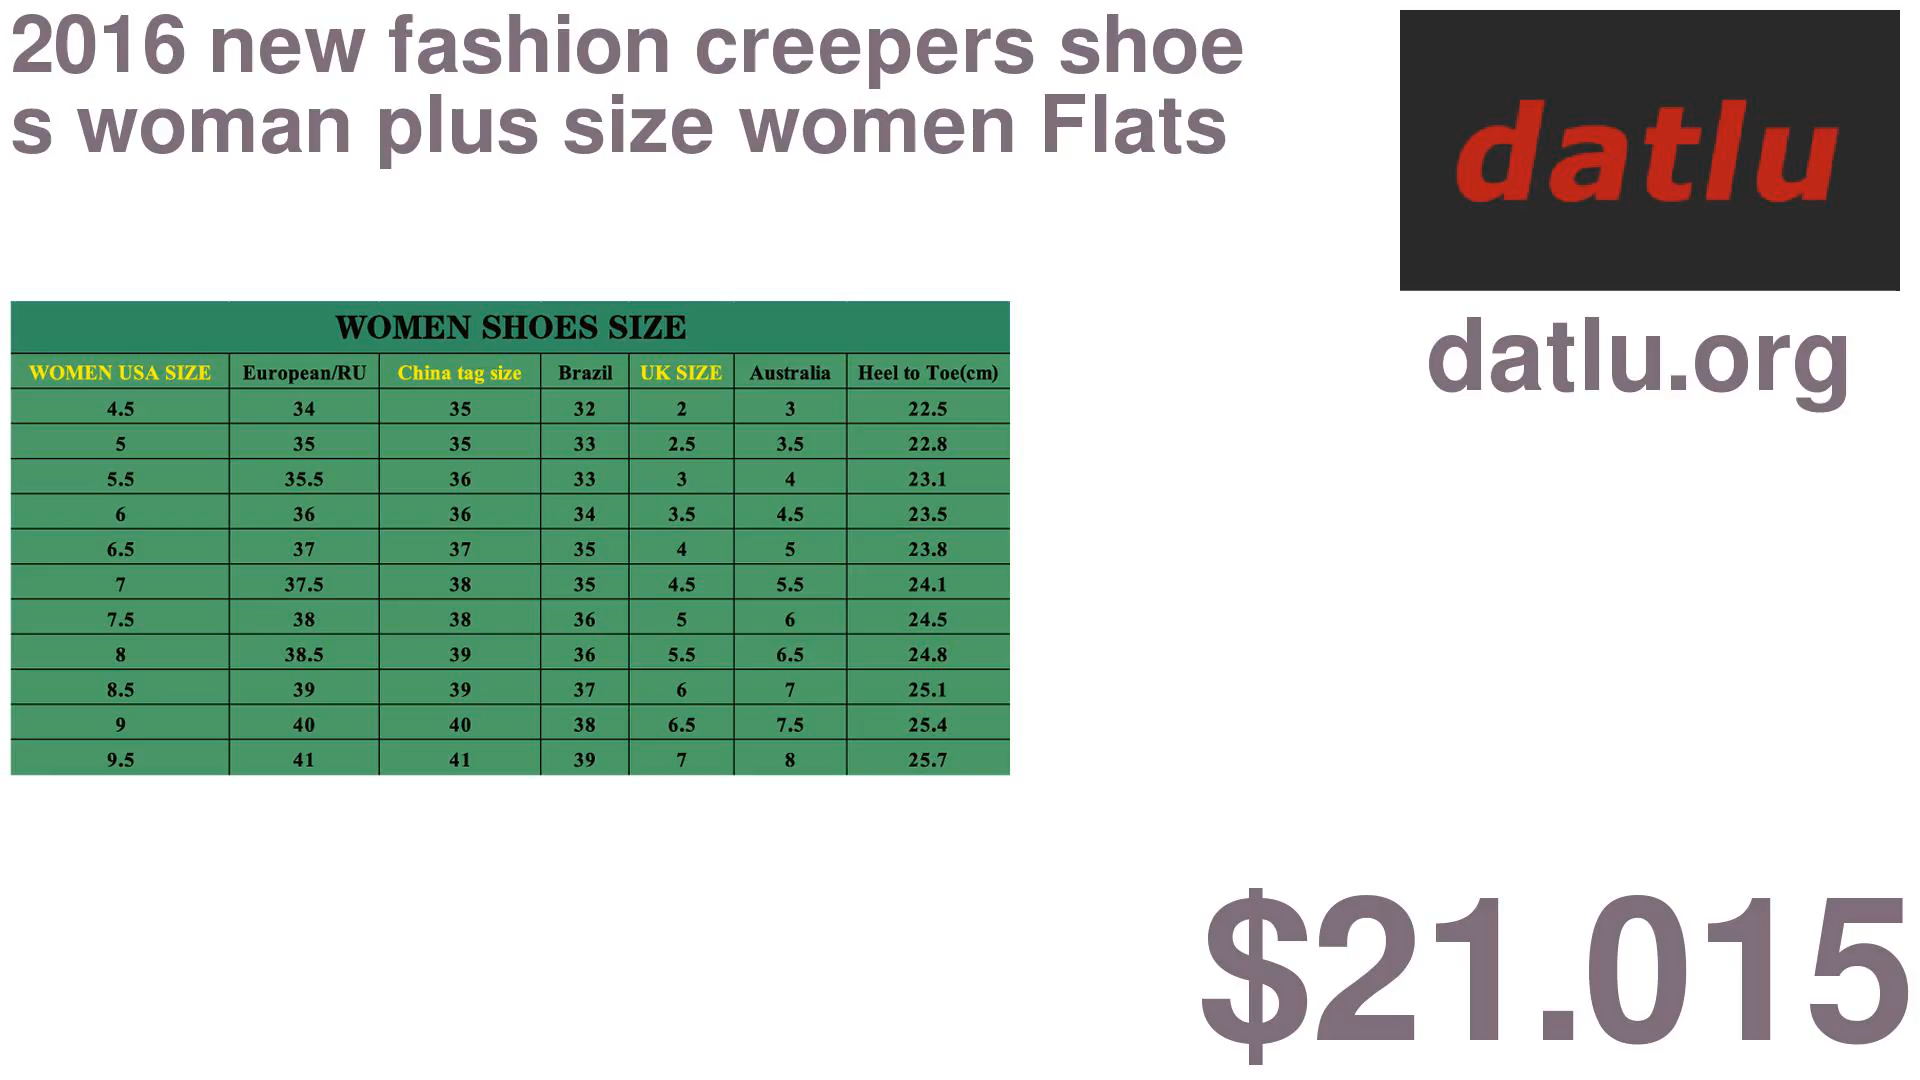 2016 new fashion creepers shoe
s woman plus size women Flats
datlu
datlu.org
WOMEN SHOES SIZE
WOMEN USA SIZE European/RU China tag size Brazil UK SIZE Australia Heel to Toe(cm)
4.5 34 35 32 2 3 22.5
5 35 35 33 2.5 3.5 22.8
5.5 35.5 36 33 3 4 23.1
6 36 36 34 3.5 4.5 23.5
6.5 37 37 35 4 5 23.8
7 37.5 38 35 4.5 5.5 24.1
7.5 38 38 36 5 6 24.5
8 38.5 39 36 5.5 6.5 24.8
8.5 39 39 37 6 7 25.1
9 40 40 38 6.5 7.5 25.4
9.5 41 41 39 7 8 25.7
$21.015